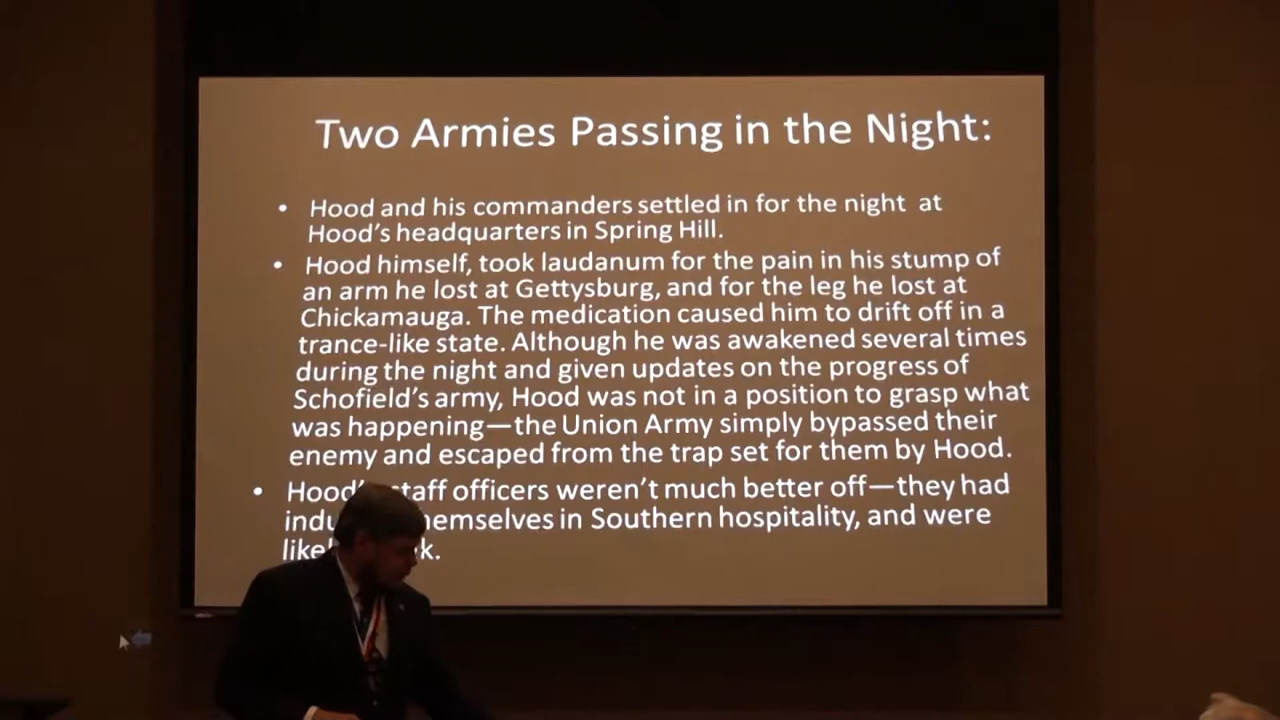 Two Armies Passing in the Night:
• Hood and his commanders settled in for the night at
Hood's headquarters in Spring Hill.
• Hood himself, took laudanum for the pain in his stump of
an arm he lost at Gettysburg, and for the leg he lost at
Chickamauga. The medication caused him to drift off in a
trance-like state. Although he was awakened several times
during the night and given updates on the progress of
Schofield's army, Hood was not in a position to grasp what
was happening—the Union Army simply bypassed their
enemy and escaped from the trap set for them by Hood.
• officers weren't much better off—they had
in Southern hospitality, and were